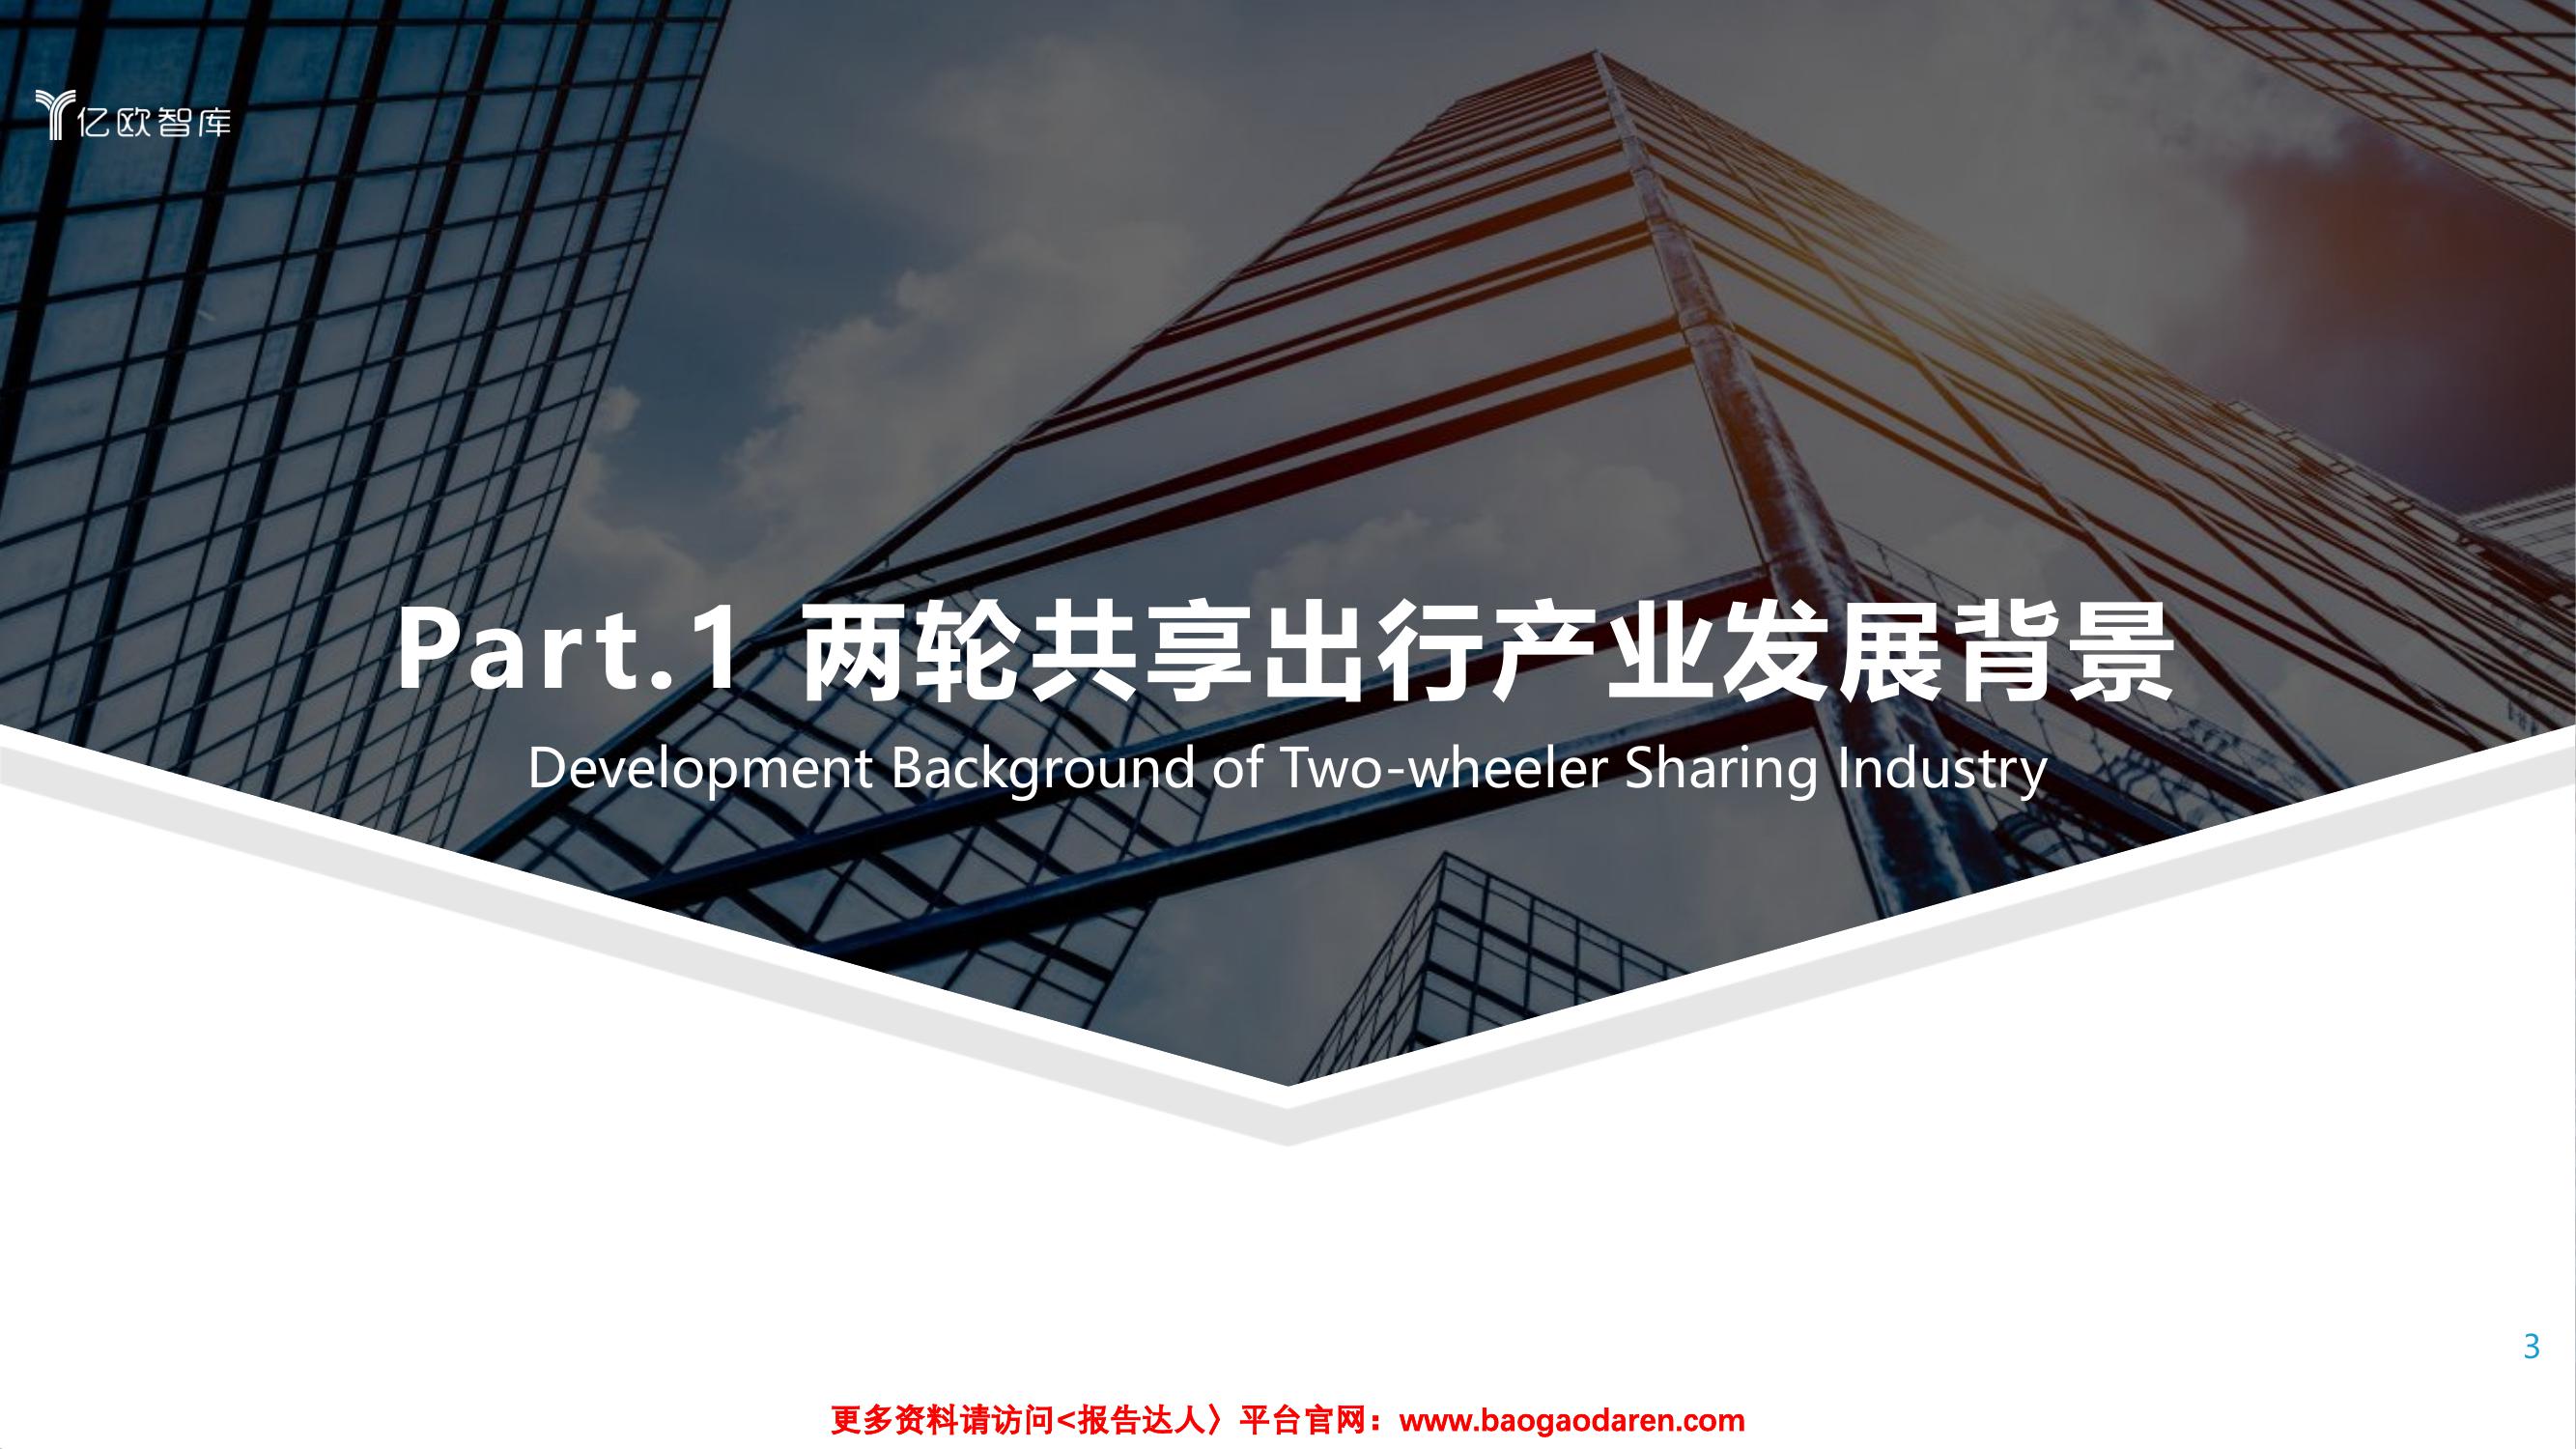 亿欧智库
Part.1 两轮共享出行产业发展背景
Development Background of Two-wheeler Sharing Industry
3
更多资料请访问<报告达人〉平台官网：www.baogaodaren.com